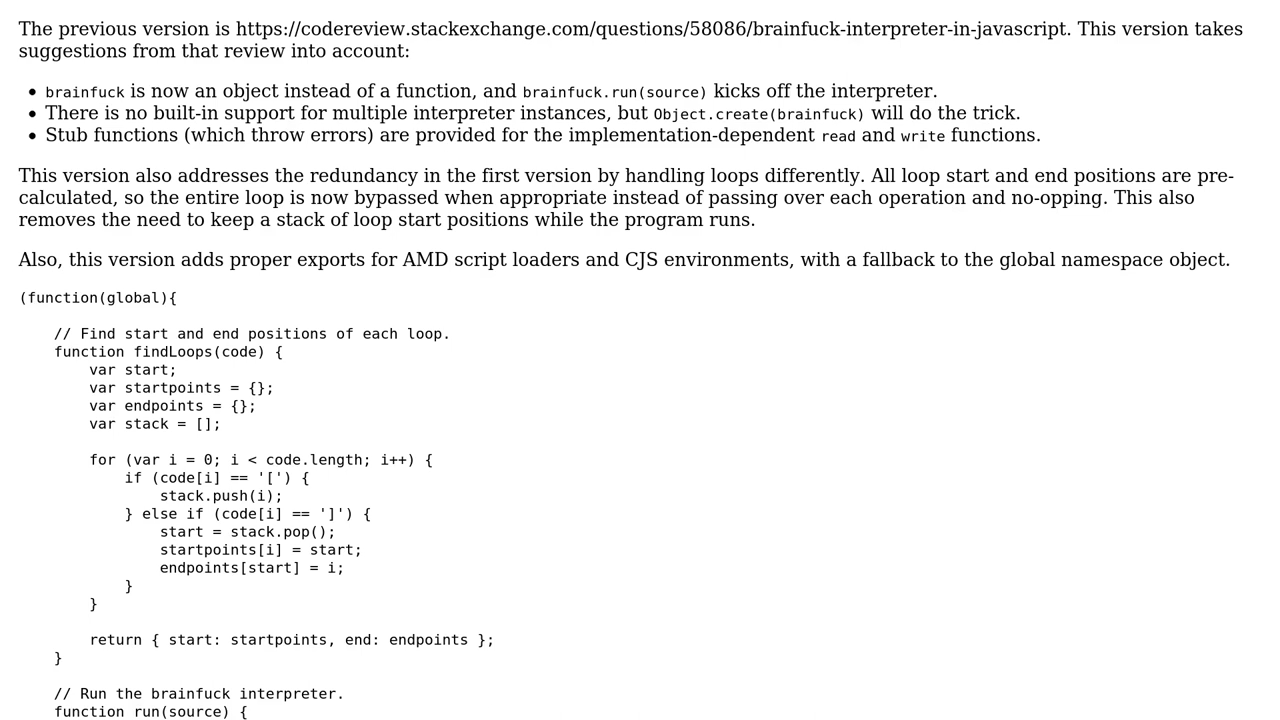 The previous version is https://codereview.stackexchange.com/questions/58086/brainfuck-interpreter-in-javascript. This version takes
suggestions from that review into account:
• brainfuck is now an object instead of a function, and brainfuck.run(source) kicks off the interpreter.
• There is no built-in support for multiple interpreter instances, but Object.create(brainfuck) will do the trick.
• Stub functions (which throw errors) are provided for the implementation-dependent read and write functions.
This version also addresses the redundancy in the first version by handling loops differently. All loop start and end positions are pre-
calculated, so the entire loop is now bypassed when appropriate instead of passing over each operation and no-opping. This also
removes the need to keep a stack of loop start positions while the program runs.
Also, this version adds proper exports for AMD script loaders and CJS environments, with a fallback to the global namespace object.
(function(global){
    // Find start and end positions of each loop.
    function findLoops(code) {
        var start;
        var startpoints = {};
        var endpoints = {};
        var stack = [];
        for (var i = 0; i < code.length; i++) {
            if (code[i] == '[') {
                stack.push(i);
            } else if (code[i] == ']') {
                start = stack.pop();
                startpoints[i] = start;
                endpoints[start] = i;
            }
        }
        return { start: startpoints, end: endpoints };
    }
    // Run the brainfuck interpreter.
    function run(source) {